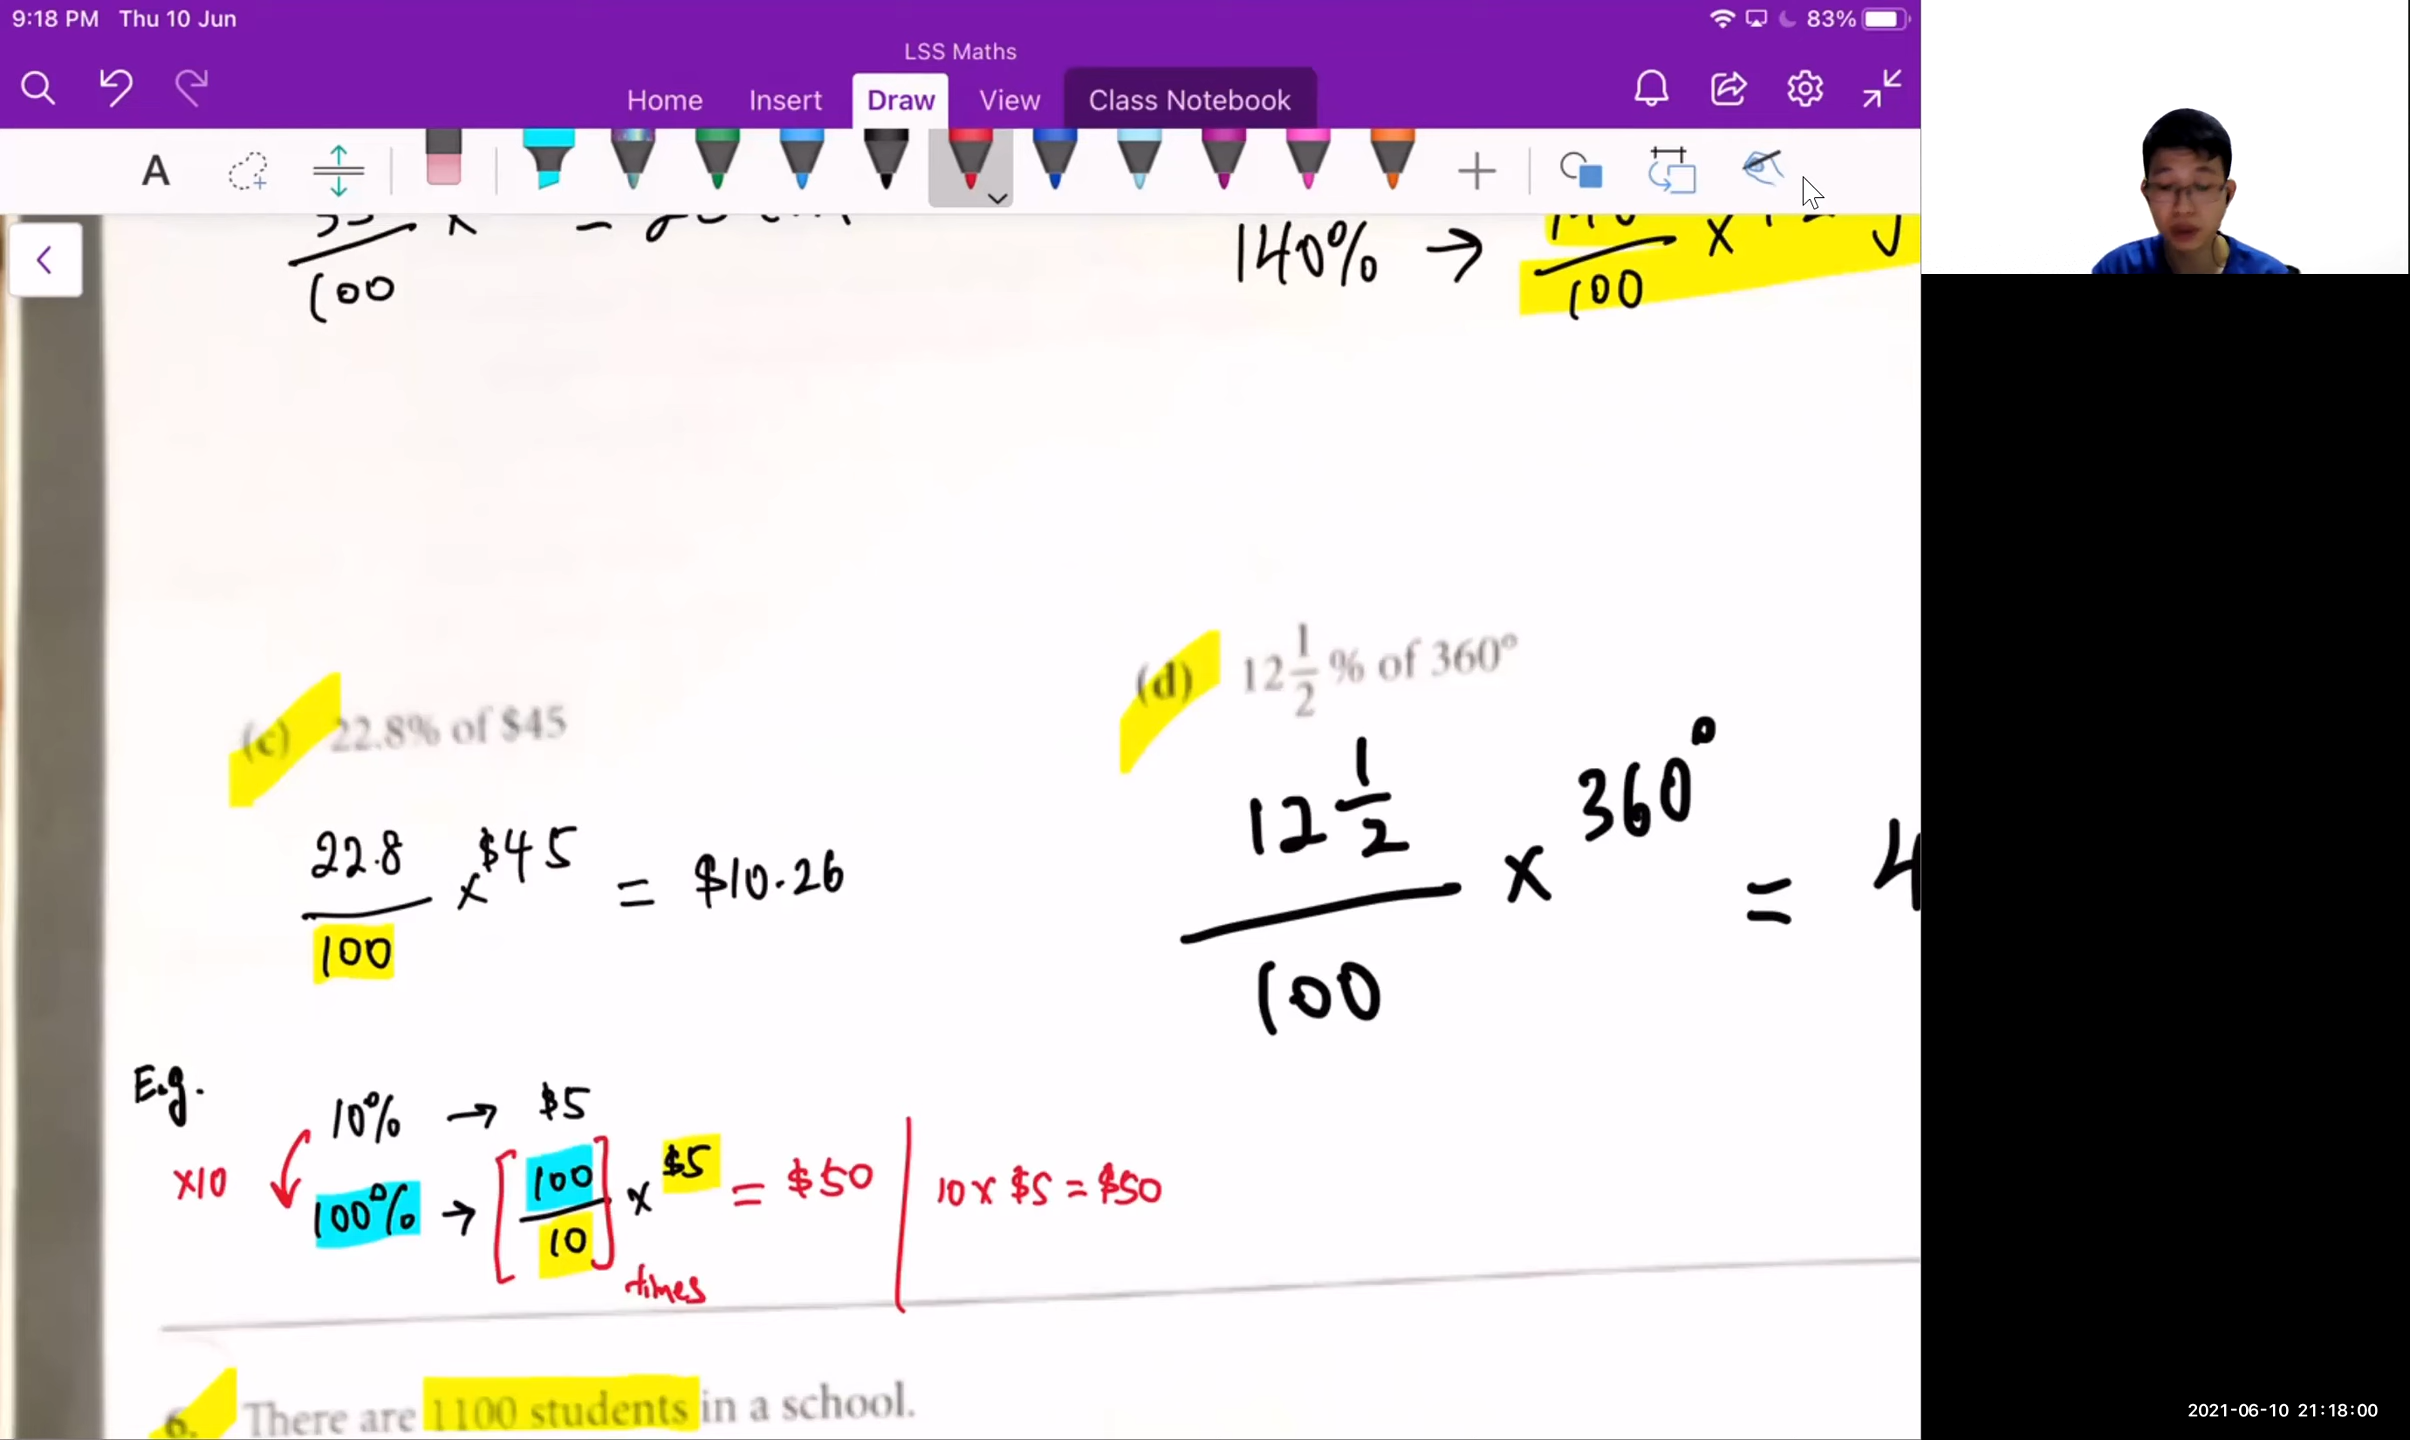 9:18 PM Thu 10 Jun
83%
LSS Maths
Home Insert Draw View Class Notebook
A
100
140% → × 
100
(c) 22.8% of $45
22.8/100 × $45 = $10.26
(d) 12 1/2 % of 360°
12 1/2 / 100 × 360° = 4
E.g.
10% → $5
×10
100% → [100/10] × $5 = $50
times
10 × $5 = $50
6. There are 1100 students in a school.
2021-06-10 21:18:00